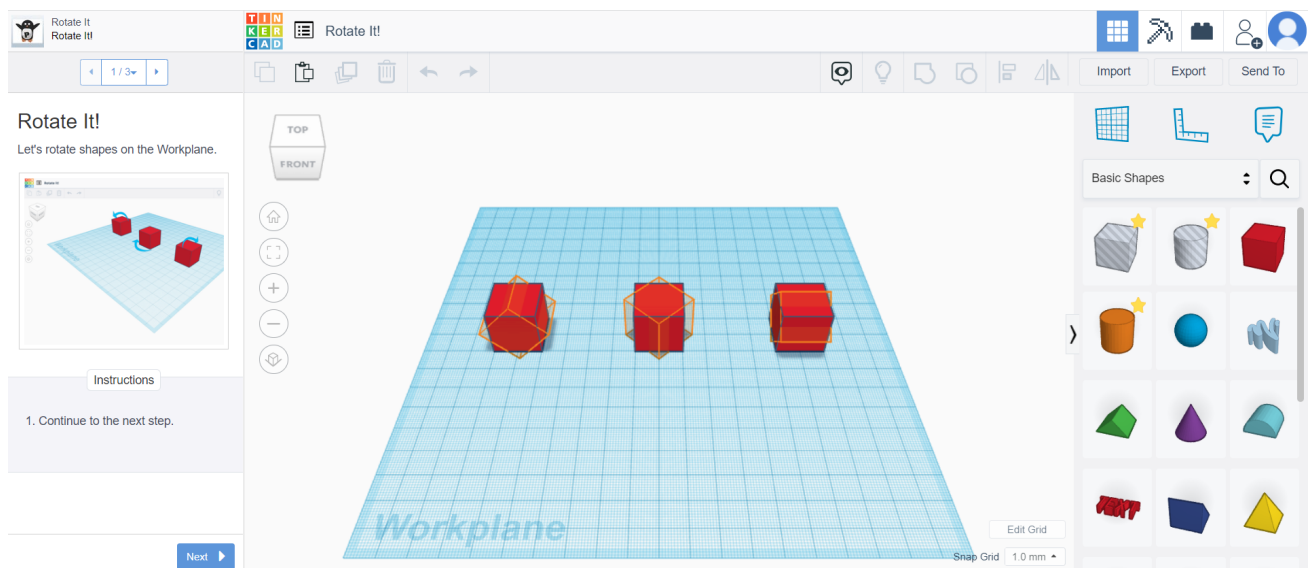 Rotate It
Rotate It!
TIN
KER
CAD
Rotate It!
1 / 3
Import
Export
Send To
Rotate It!
Let's rotate shapes on the Workplane.
Instructions
1. Continue to the next step.
Next
TOP
FRONT
Workplane
Edit Grid
Snap Grid 1.0 mm
Basic Shapes
TEXT